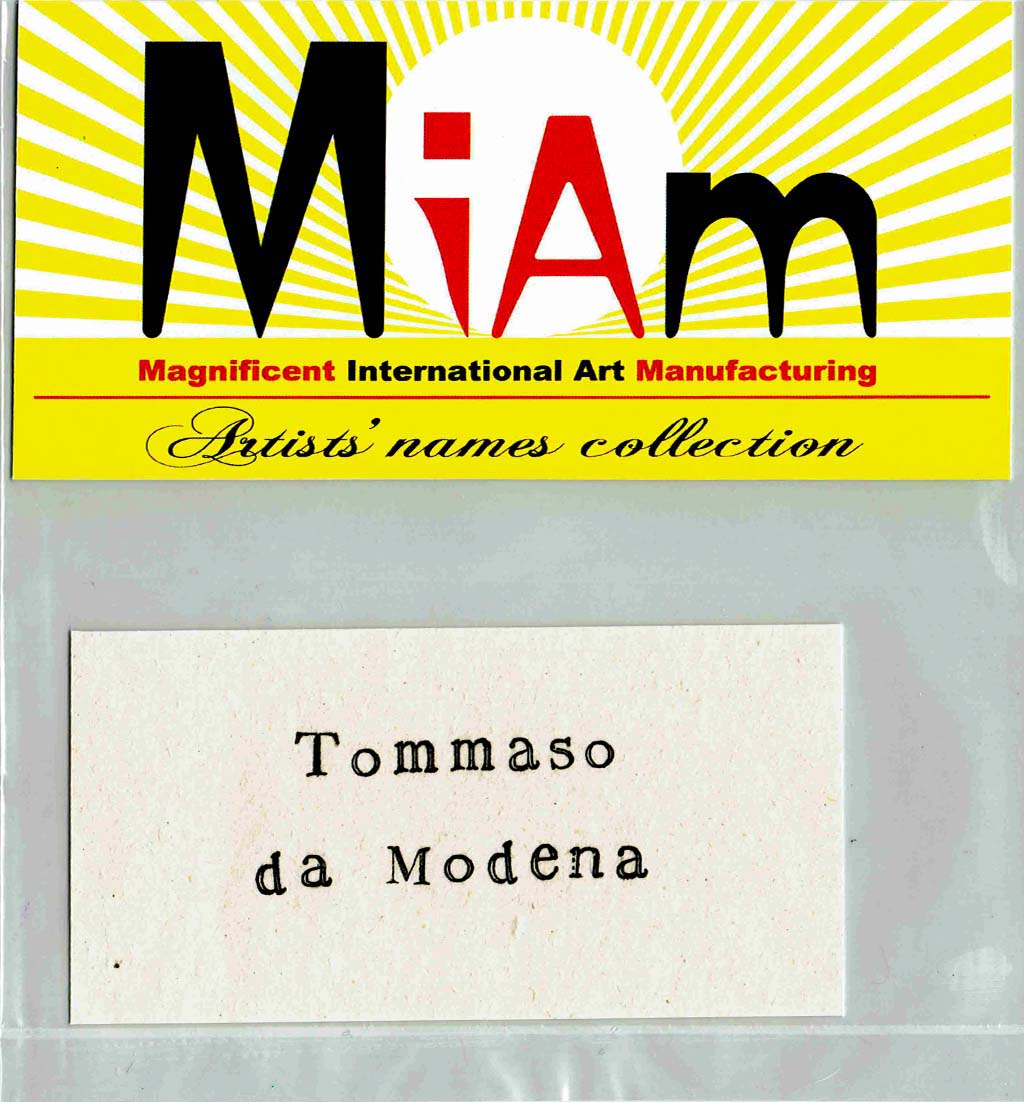 MiAm
Magnificent International Art Manufacturing
Artists' names collection
Tommaso
da Modena